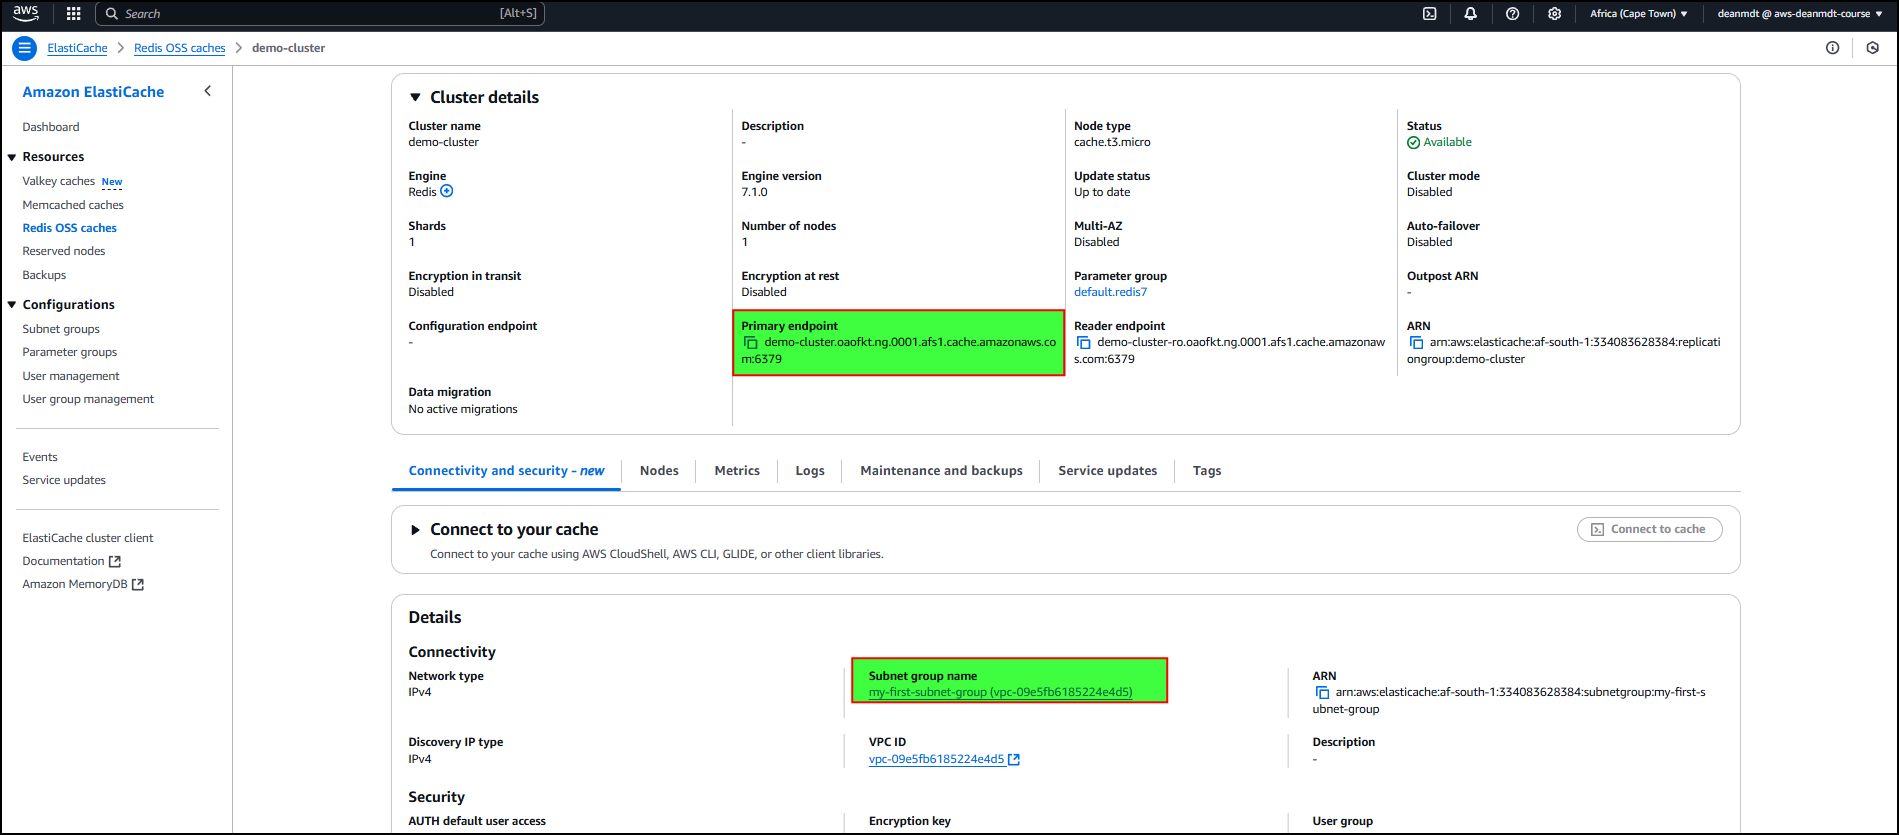 aws
Search
[Alt+S]
Africa (Cape Town)
deanmdt @ aws-deanmdt-course
ElastiCache
Redis OSS caches
demo-cluster
Amazon ElastiCache
Dashboard
Resources
Valkey caches New
Memcached caches
Redis OSS caches
Reserved nodes
Backups
Configurations
Subnet groups
Parameter groups
User management
User group management
Events
Service updates
ElastiCache cluster client
Documentation
Amazon MemoryDB
Cluster details
Cluster name
demo-cluster
Description
-
Node type
cache.t3.micro
Status
Available
Engine
Redis
Engine version
7.1.0
Update status
Up to date
Cluster mode
Disabled
Shards
1
Number of nodes
1
Multi-AZ
Disabled
Auto-failover
Disabled
Encryption in transit
Disabled
Encryption at rest
Disabled
Parameter group
default.redis7
Outpost ARN
-
Configuration endpoint
-
Primary endpoint
demo-cluster.oaofkt.ng.0001.afs1.cache.amazonaws.co
m:6379
Reader endpoint
demo-cluster-ro.oaofkt.ng.0001.afs1.cache.amazonaw
s.com:6379
ARN
arn:aws:elasticache:af-south-1:334083628384:replicati
ongroup:demo-cluster
Data migration
No active migrations
Connectivity and security - new
Nodes
Metrics
Logs
Maintenance and backups
Service updates
Tags
Connect to your cache
Connect to your cache using AWS CloudShell, AWS CLI, GLIDE, or other client libraries.
Connect to cache
Details
Connectivity
Network type
IPv4
Subnet group name
my-first-subnet-group (vpc-09e5fb6185224e4d5)
ARN
arn:aws:elasticache:af-south-1:334083628384:subnetgroup:my-first-s
ubnet-group
Discovery IP type
IPv4
VPC ID
vpc-09e5fb6185224e4d5
Description
-
Security
AUTH default user access
Encryption key
User group